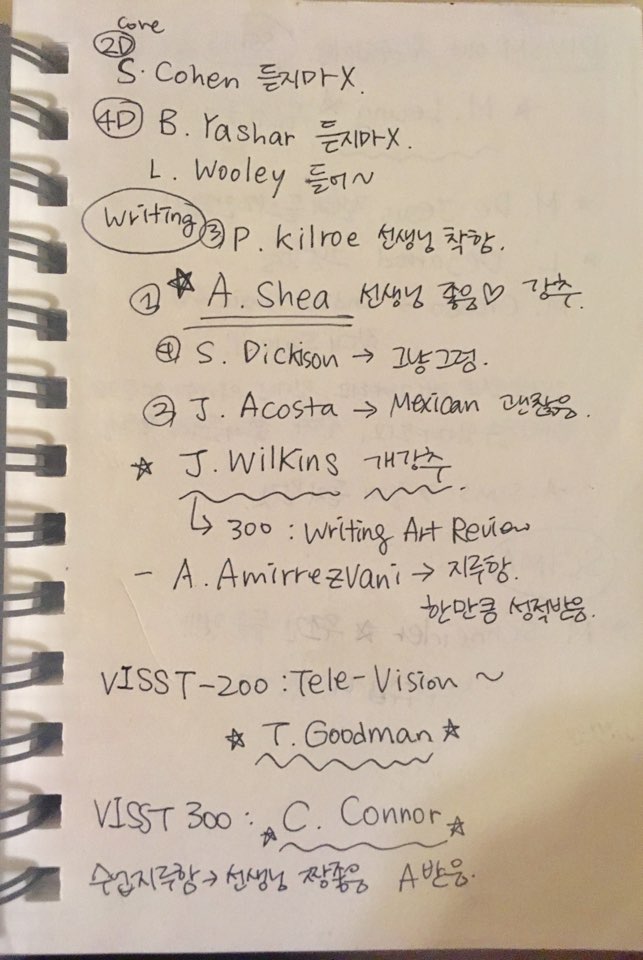 core
2D
S. Cohen 듣지마X.
4D B. Yashar 듣지마X.
L. Wooley 들어~
Writing ③ P. Kilroe 선생님 착함.
① ☆ A. Shea 선생님 좋음♡ 강추.
④ S. Dickison → 그냥그렁.
② J. Acosta → Mexican 괜찮음.
☆ J. Wilkins 개강추.
↳ 300 : Writing Art Review
- A. Amirrezvani → 지루함.
한만큼 성적받음.
VISST-200 : Tele-Vision ~
☆ T. Goodman ☆
VISST 300 : ☆ C. Connor ☆
수업지루함 → 선생님 짱좋음 A받음.